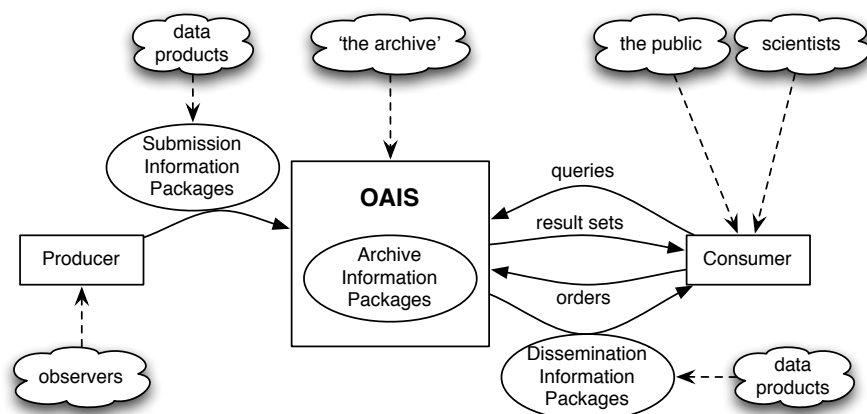 data
products
'the archive'
the public
scientists
Submission
Information
Packages
OAIS
queries
result sets
Producer
Archive
Information
Packages
Consumer
orders
observers
Dissemination
Information
Packages
data
products